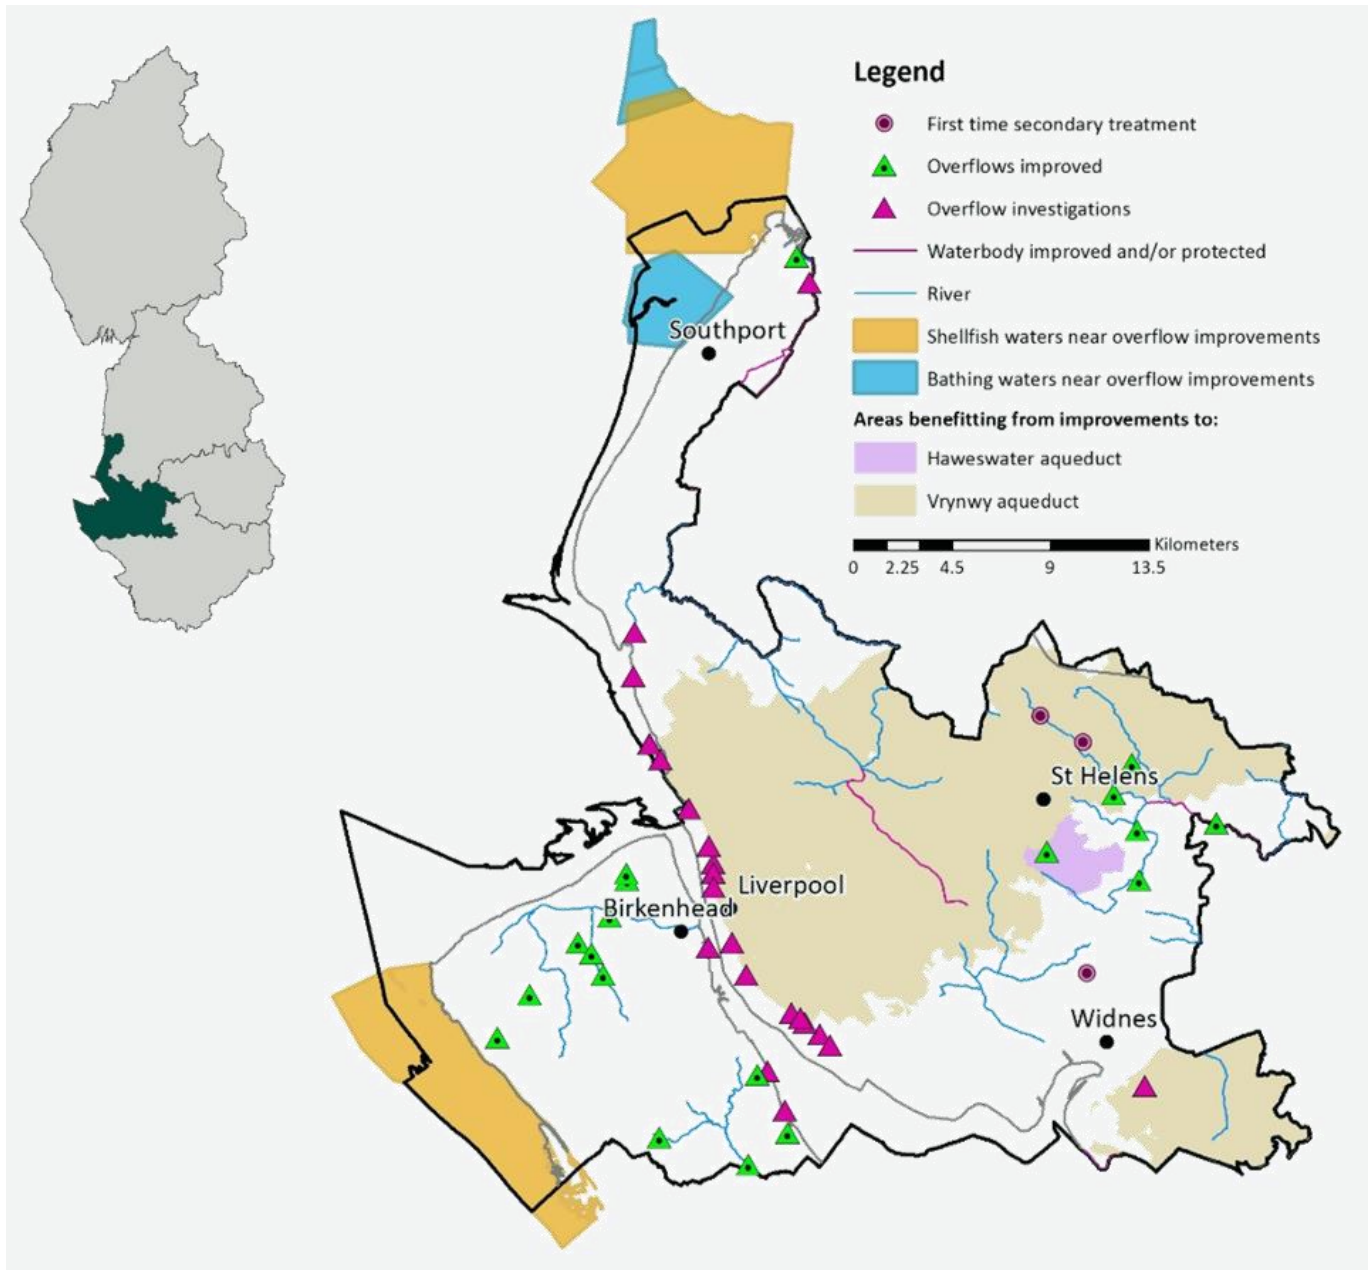 Legend
First time secondary treatment
Overflows improved
Overflow investigations
Waterbody improved and/or protected
River
Shellfish waters near overflow improvements
Bathing waters near overflow improvements
Areas benefitting from improvements to:
Haweswater aqueduct
Vrynwy aqueduct
Kilometers
0 2.25 4.5 9 13.5
Southport
St Helens
Liverpool
Birkenhead
Widnes